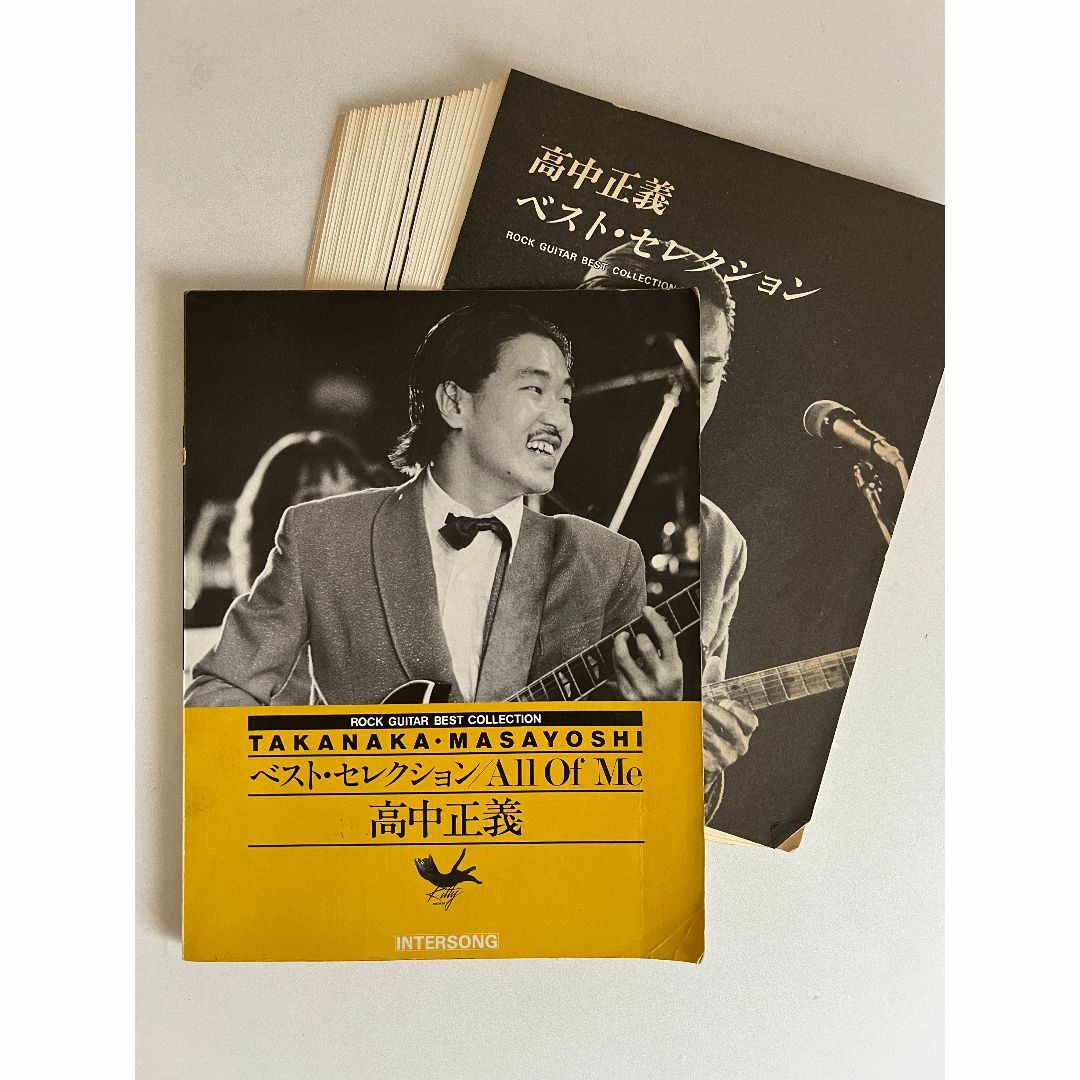 高中正義
ベスト・セレクション
ROCK GUITAR BEST COLLECTION
ROCK GUITAR BEST COLLECTION
TAKANAKA・MASAYOSHI
ベスト・セレクション/All Of Me
高中正義
Kitty
INTERSONG